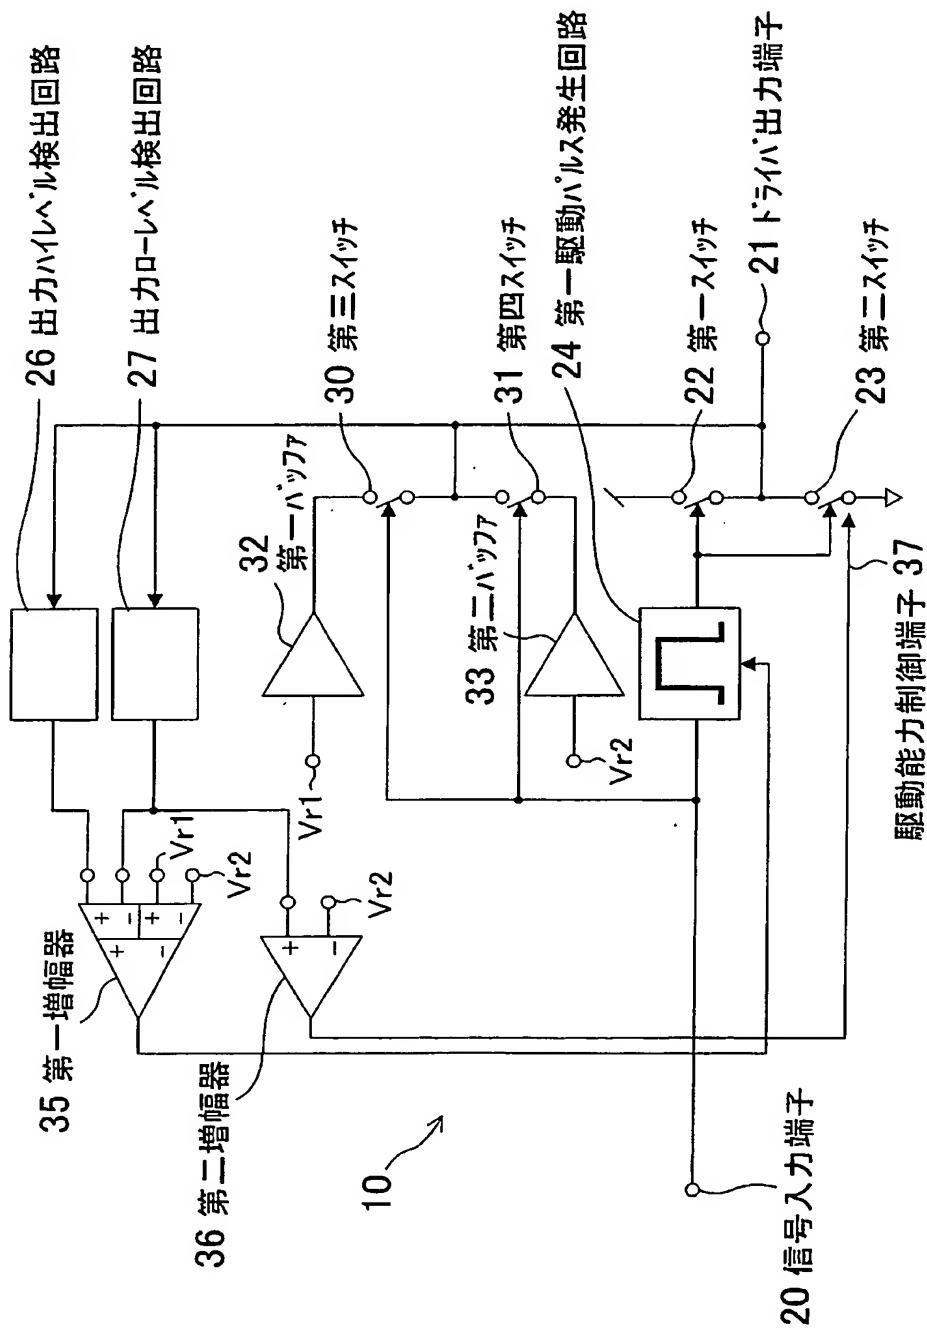 26 出力ハイレベル検出回路
27 出力ローレベル検出回路
30 第三スイッチ
31 第四スイッチ
24 第一駆動パルス発生回路
22 第一スイッチ
21 ドライバ出力端子
23 第二スイッチ
32 第一バッファ
33 第二バッファ
駆動能力制御端子 37
Vr1
Vr2
Vr1
Vr2
Vr2
+
−
+
−
+
−
+
−
35 第一増幅器
36 第二増幅器
10
20 信号入力端子